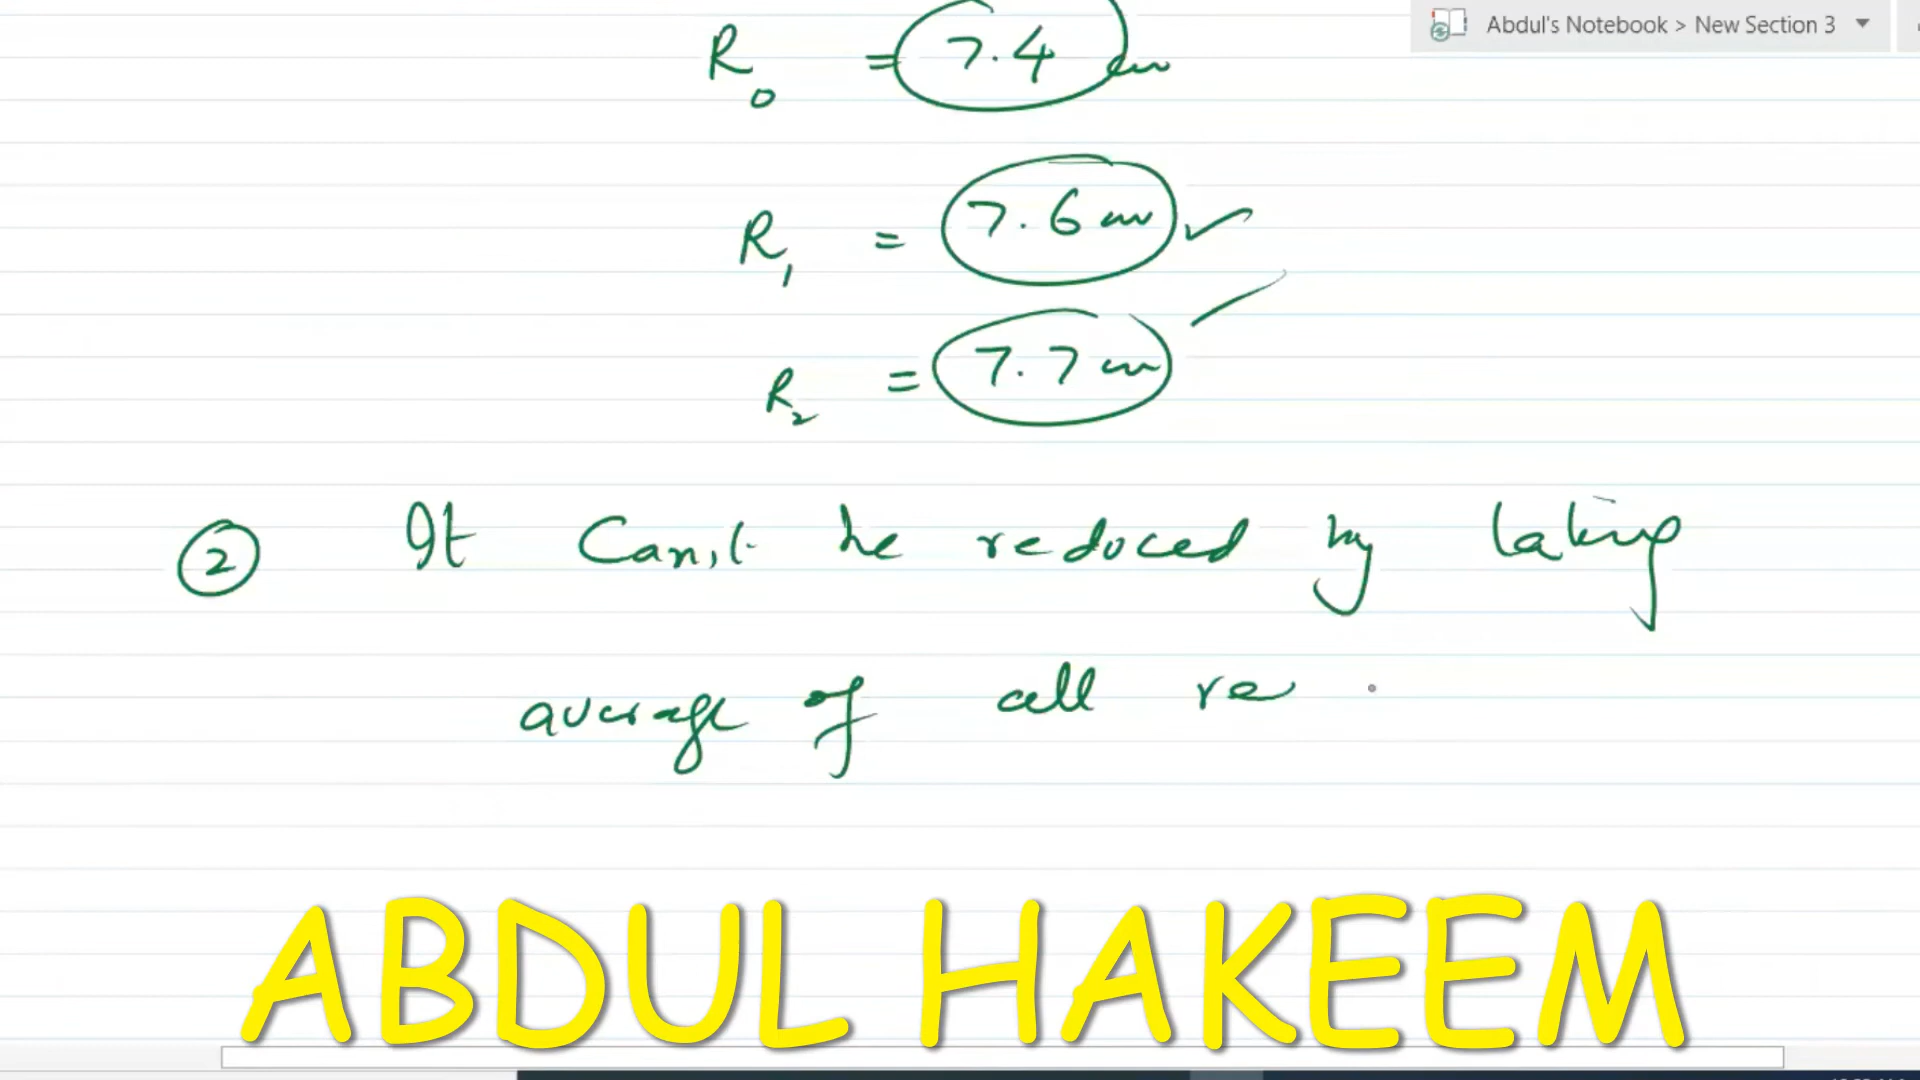 Abdul's Notebook > New Section 3
R0 = 7.4 cm
R1 = 7.6 cm ✓
R2 = 7.7 cm
② It Can't be reduced by taking
average of all re
ABDUL HAKEEM